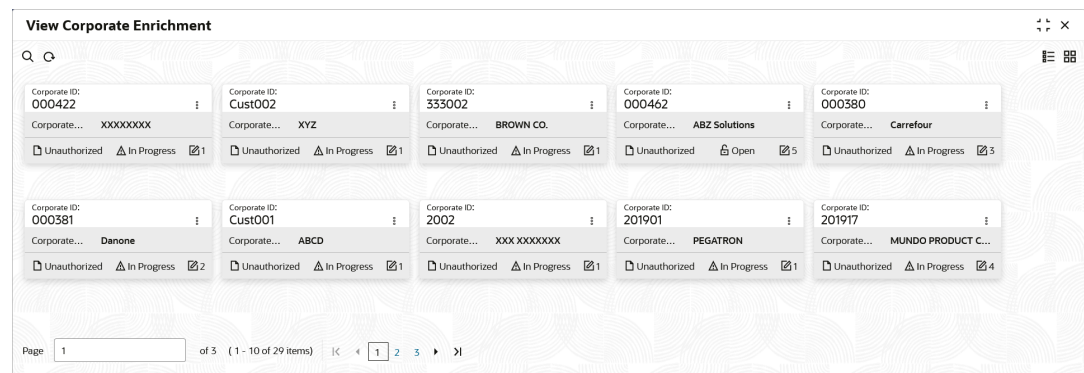 View Corporate Enrichment
Corporate ID:
000422
Corporate... XXXXXXXX
Unauthorized In Progress 1
Corporate ID:
Cust002
Corporate... XYZ
Unauthorized In Progress 1
Corporate ID:
333002
Corporate... BROWN CO.
Unauthorized In Progress 1
Corporate ID:
000462
Corporate... ABZ Solutions
Unauthorized Open 5
Corporate ID:
000380
Corporate... Carrefour
Unauthorized In Progress 3
Corporate ID:
000381
Corporate... Danone
Unauthorized In Progress 2
Corporate ID:
Cust001
Corporate... ABCD
Unauthorized In Progress 1
Corporate ID:
2002
Corporate... XXX XXXXXXX
Unauthorized In Progress 1
Corporate ID:
201901
Corporate... PEGATRON
Unauthorized In Progress 1
Corporate ID:
201917
Corporate... MUNDO PRODUCT C...
Unauthorized In Progress 4
Page 1 of 3 (1 - 10 of 29 items) 1 2 3